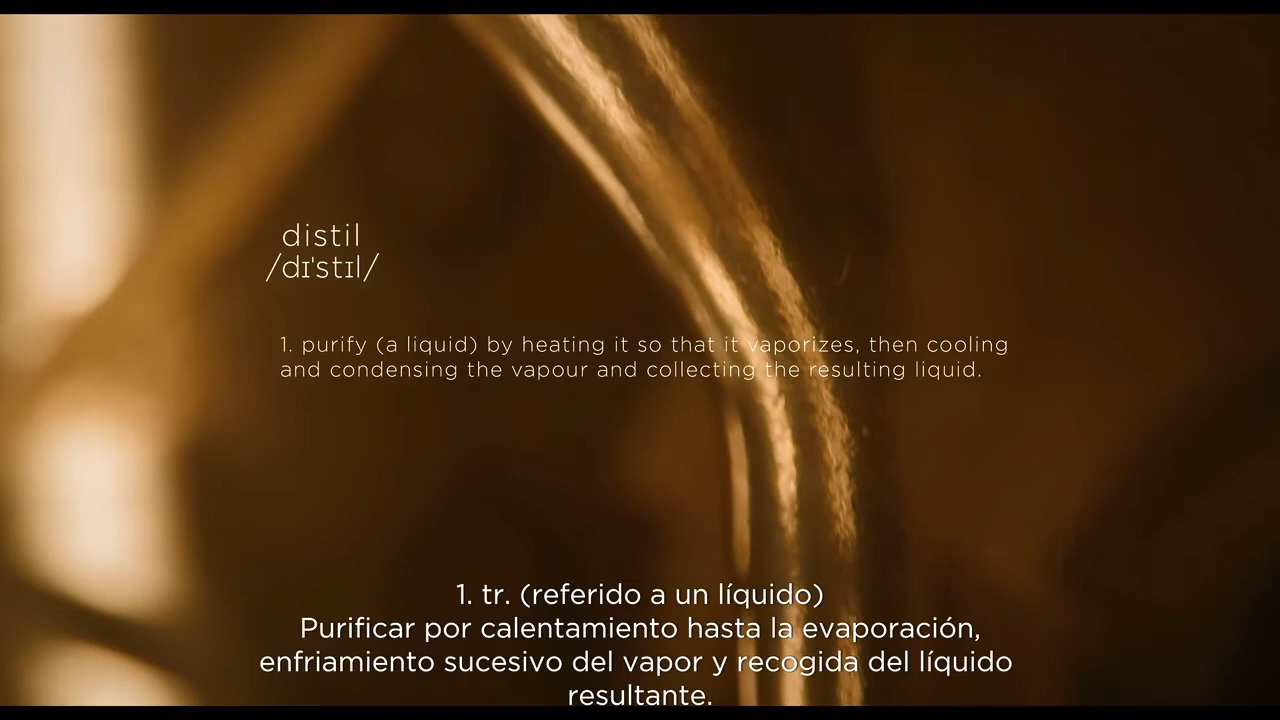 distil
/dɪˈstɪl/
1. purify (a liquid) by heating it so that it vaporizes, then cooling
and condensing the vapour and collecting the resulting liquid.
1. tr. (referido a un líquido)
Purificar por calentamiento hasta la evaporación,
enfriamiento sucesivo del vapor y recogida del líquido
resultante.